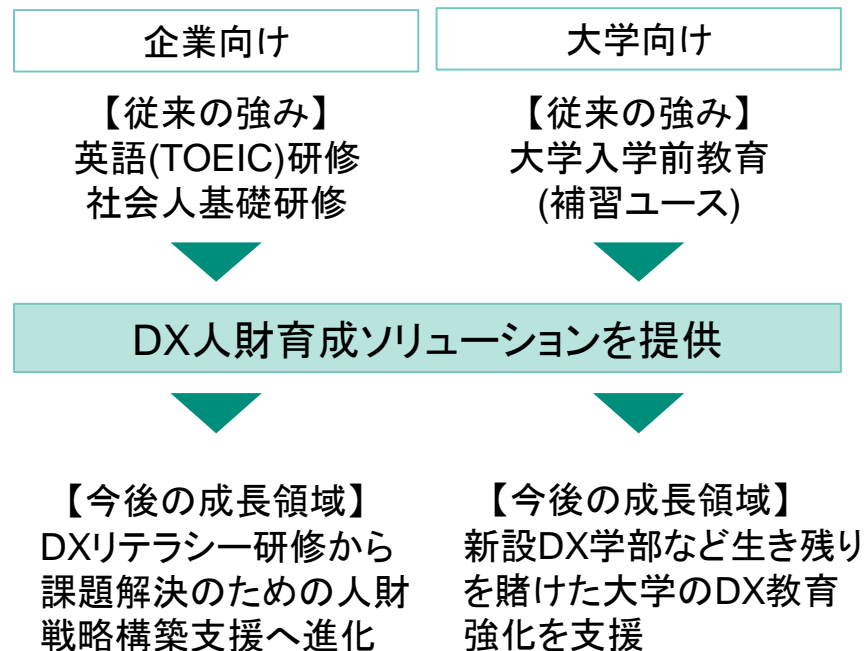 企業向け
【従来の強み】
英語(TOEIC)研修
社会人基礎研修
大学向け
【従来の強み】
大学入学前教育
(補習ユース)
DX人財育成ソリューションを提供
【今後の成長領域】
DXリテラシー研修から
課題解決のための人財
戦略構築支援へ進化
【今後の成長領域】
新設DX学部など生き残り
を賭けた大学のDX教育
強化を支援